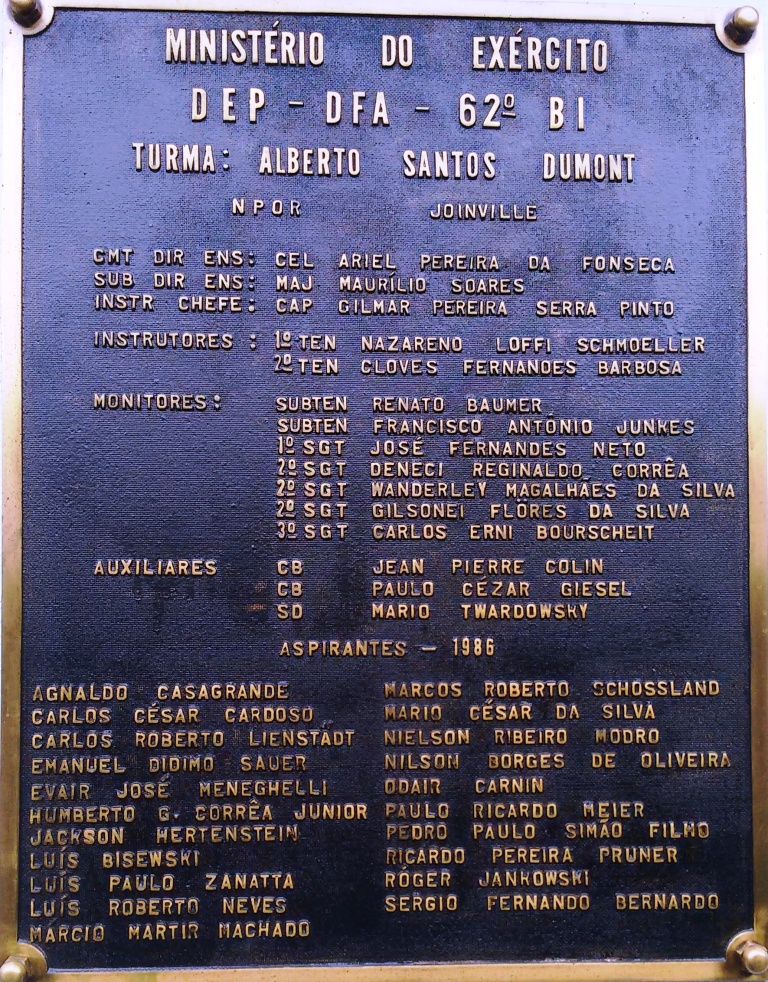 MINISTÉRIO DO EXÉRCITO
DEP - DFA - 62º BI
TURMA: ALBERTO SANTOS DUMONT
NPOR JOINVILLE
CMT DIR ENS: CEL ARIEL PEREIRA DA FONSECA
SUB DIR ENS: MAJ MAURÍLIO SOARES
INSTR CHEFE: CAP GILMAR PEREIRA SERRA PINTO
INSTRUTORES : 1º TEN NAZARENO LOFFI SCHMOELLER
2º TEN CLOVES FERNANDES BARBOSA
MONITORES: SUBTEN RENATO BAUMER
SUBTEN FRANCISCO ANTÔNIO JUNKES
1º SGT JOSÉ FERNANDES NETO
2º SGT DENECI REGINALDO CORRÊA
2º SGT WANDERLEY MAGALHÃES DA SILVA
2º SGT GILSONEI FLÔRES DA SILVA
3º SGT CARLOS ERNI BOURSCHEIT
AUXILIARES CB JEAN PIERRE COLIN
CB PAULO CÉZAR GIESEL
SD MARIO TWARDOWSKY
ASPIRANTES - 1986
AGNALDO CASAGRANDE
CARLOS CÉSAR CARDOSO
CARLOS ROBERTO LIENSTÄDT
EMANUEL DIDIMO SAUER
EVAIR JOSÉ MENEGHELLI
HUMBERTO G. CORRÊA JUNIOR
JACKSON HERTENSTEIN
LUÍS BISEWSKI
LUÍS PAULO ZANATTA
LUÍS ROBERTO NEVES
MÁRCIO MARTIR MACHADO
MARCOS ROBERTO SCHOSSLAND
MARIO CÉSAR DA SILVA
NIELSON RIBEIRO MODRO
NILSON BORGES DE OLIVEIRA
ODAIR CARNIN
PAULO RICARDO MEIER
PEDRO PAULO SIMÃO FILHO
RICARDO PEREIRA PRUNER
RÓGER JANKOWSKI
SERGIO FERNANDO BERNARDO